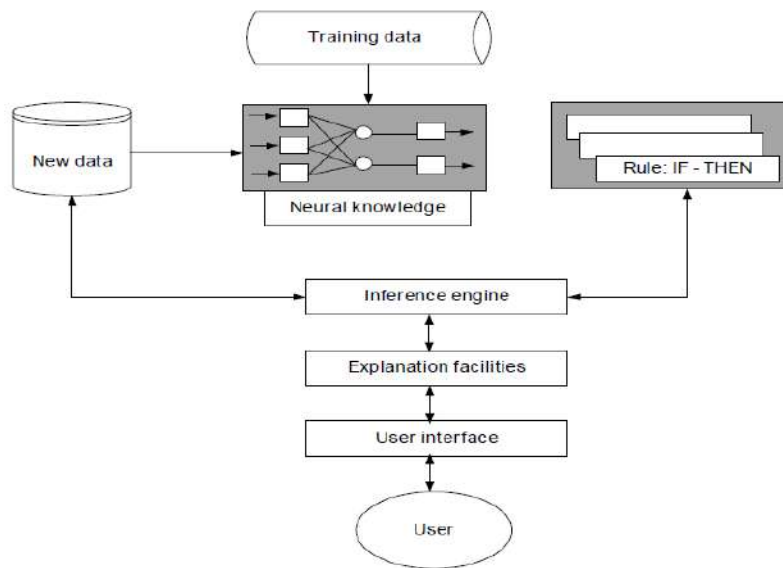 Training data
New data
Rule: IF - THEN
Neural knowledge
Inference engine
Explanation facilities
User interface
User